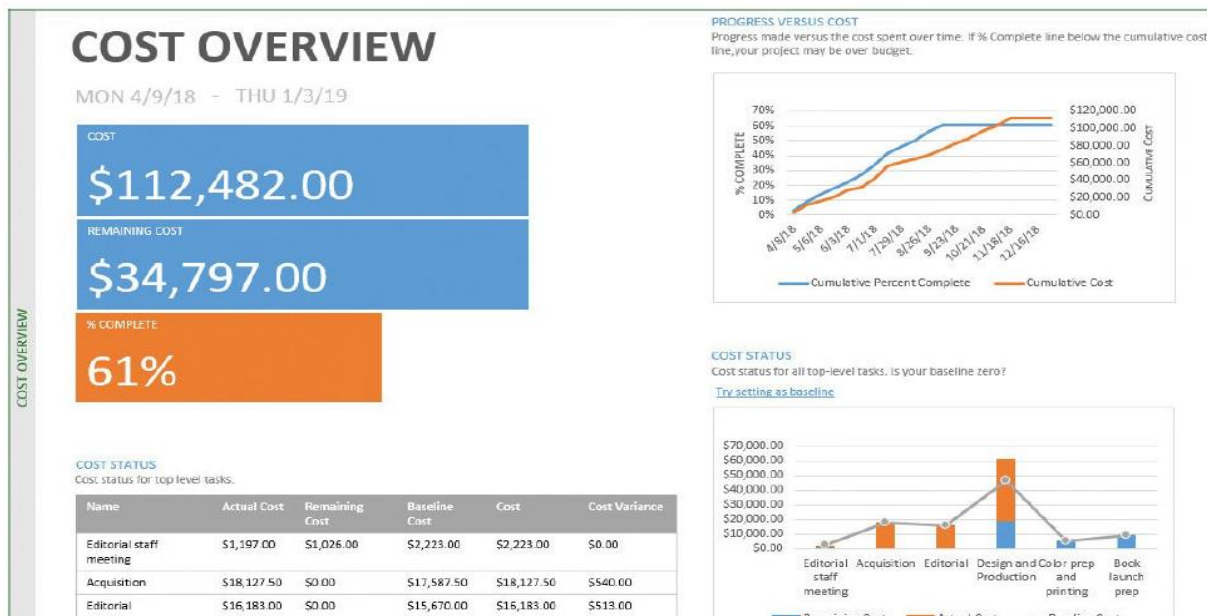 COST OVERVIEW
COST OVERVIEW
MON 4/9/18 - THU 1/3/19
COST
$112,482.00
REMAINING COST
$34,797.00
% COMPLETE
61%
COST STATUS
Cost status for top level tasks.
Name Actual Cost Remaining Cost Baseline Cost Cost Cost Variance
Editorial staff meeting $1,197.00 $1,026.00 $2,223.00 $2,223.00 $0.00
Acquisition $18,127.50 $0.00 $17,587.50 $18,127.50 $540.00
Editorial $16,183.00 $0.00 $15,670.00 $16,183.00 $513.00
PROGRESS VERSUS COST
Progress made versus the cost spent over time. If % Complete line below the cumulative cost
line,your project may be over budget.
% COMPLETE
70%
60%
50%
40%
30%
20%
10%
0%
$120,000.00
$100,000.00
$80,000.00
$60,000.00
$40,000.00
$20,000.00
$0.00
CUMULATIVE COST
4/9/18 5/6/18 6/3/18 7/1/18 7/29/18 8/26/18 9/23/18 10/21/18 11/18/18 12/16/18
Cumulative Percent Complete Cumulative Cost
COST STATUS
Cost status for all top-level tasks. Is your baseline zero?
Try setting as baseline
$70,000.00
$60,000.00
$50,000.00
$40,000.00
$30,000.00
$20,000.00
$10,000.00
$0.00
Editorial staff meeting
Acquisition
Editorial
Design and Production
Color prep and printing
Book launch prep